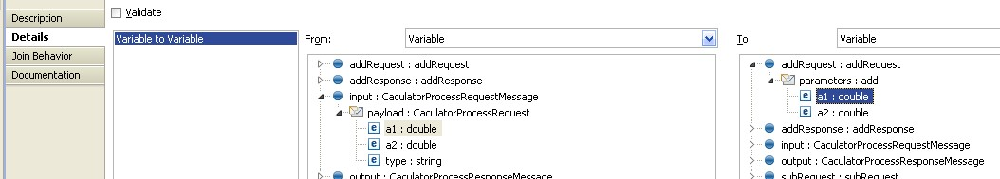 Description
Details
Join Behavior
Documentation
Validate
Variable to Variable
From: Variable
addRequest : addRequest
addResponse : addResponse
input : CaculatorProcessRequestMessage
payload : CaculatorProcessRequest
a1 : double
a2 : double
type : string
output : CaculatorProcessResponseMessage
To: Variable
addRequest : addRequest
parameters : add
a1 : double
a2 : double
addResponse : addResponse
input : CaculatorProcessRequestMessage
output : CaculatorProcessResponseMessage
subRequest : subRequest